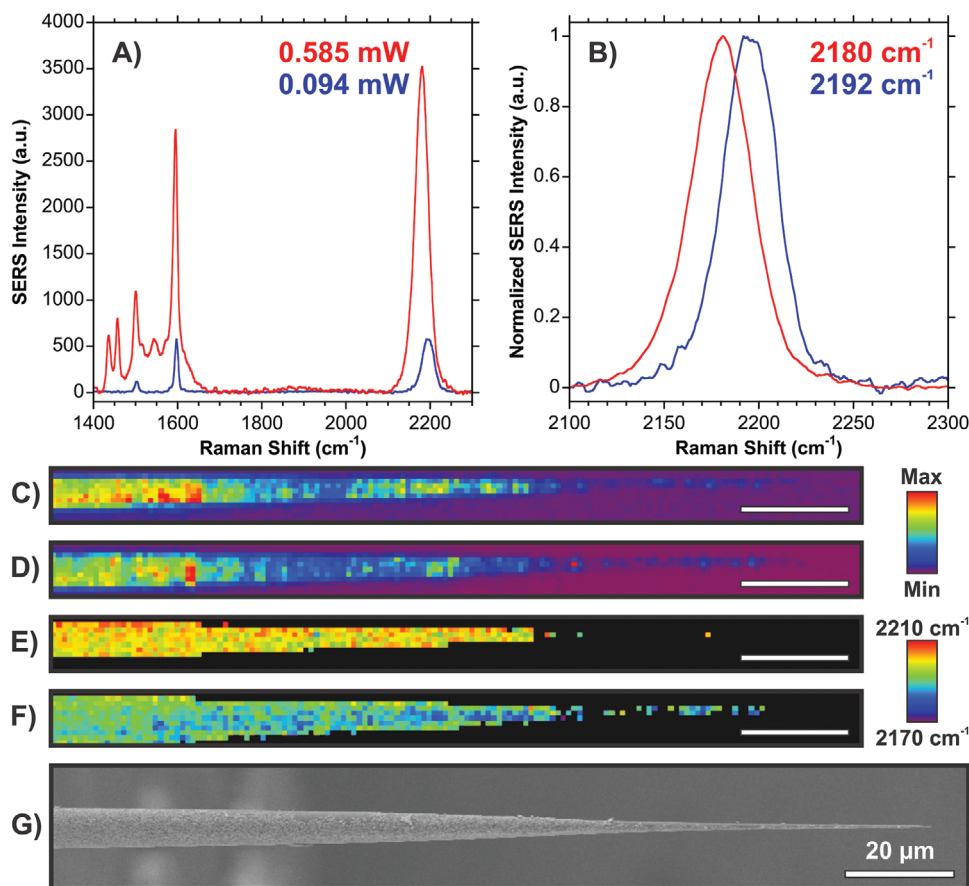 A)
0.585 mW
0.094 mW
SERS Intensity (a.u.)
4000
3500
3000
2500
2000
1500
1000
500
0
1400
1600
1800
2000
2200
Raman Shift (cm-1)
B)
2180 cm-1
2192 cm-1
Normalized SERS Intensity (a.u.)
1
0.8
0.6
0.4
0.2
0
2100
2150
2200
2250
2300
Raman Shift (cm-1)
C)
Max
D)
Min
E)
2210 cm-1
F)
2170 cm-1
G)
20 µm